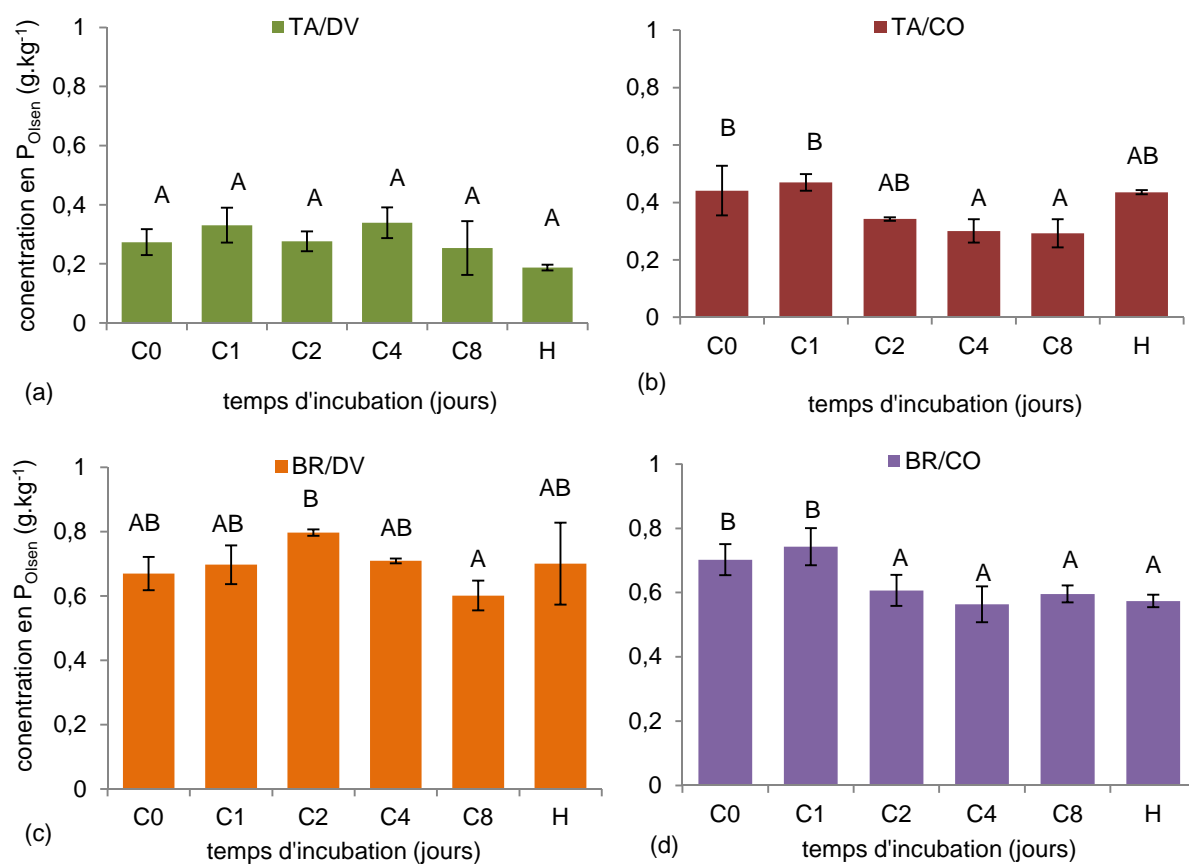 TA/DV
conentration en P_Olsen (g.kg⁻¹)
1
0,8
0,6
0,4
0,2
0
A
A
A
A
A
A
C0 C1 C2 C4 C8 H
(a)
temps d'incubation (jours)
TA/CO
1
0,8
0,6
0,4
0,2
0
B
B
AB
A
A
AB
C0 C1 C2 C4 C8 H
(b)
temps d'incubation (jours)
BR/DV
conentration en P_Olsen (g.kg⁻¹)
1
0,8
0,6
0,4
0,2
0
AB
AB
B
AB
A
AB
C0 C1 C2 C4 C8 H
(c)
temps d'incubation (jours)
BR/CO
1
0,8
0,6
0,4
0,2
0
B
B
A
A
A
A
C0 C1 C2 C4 C8 H
(d)
temps d'incubation (jours)